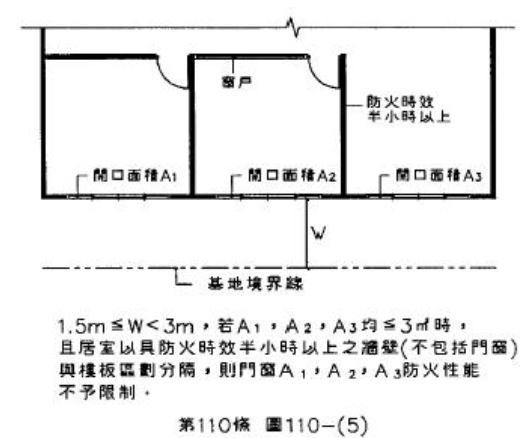 窗戶
防火時效
半小時以上
開口面積A1
開口面積A2
開口面積A3
W
基地境界線
1.5m≦W<3m，若A1，A2，A3均≦3㎡時，
且居室以具防火時效半小時以上之牆壁(不包括門窗)
與樓板區劃分隔，則門窗A1，A2，A3防火性能
不予限制．
第110條 圖110-(5)